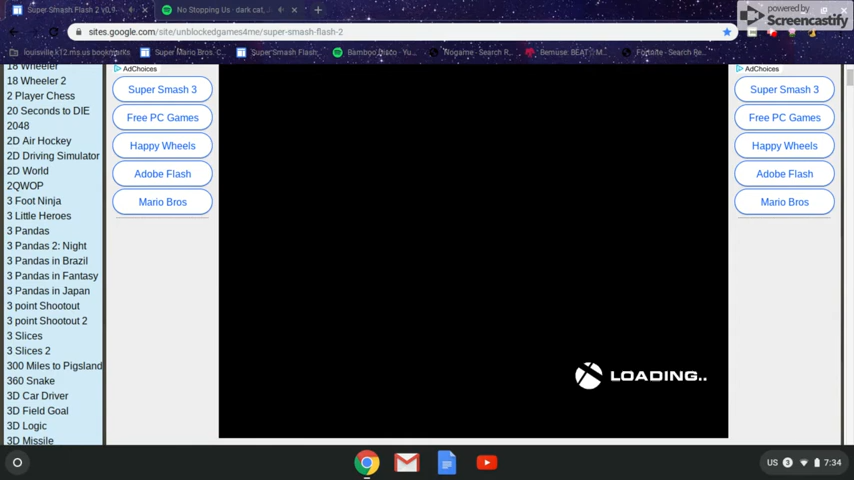 Super Smash Flash 2 v0.9
No Stopping Us - dark cat,
powered by
Screencastify
sites.google.com/site/unblockedgames4me/super-smash-flash-2
louisville.k12.ms.us bookmarks
Super Mario Bros. C
Super Smash Flash
Bamboo Disco - Yu
Nogame - Search R
Bemuse: BEAT☆M
Fortnite - Search Re
18 Wheeler
18 Wheeler 2
2 Player Chess
20 Seconds to DIE
2048
2D Air Hockey
2D Driving Simulator
2D World
2QWOP
3 Foot Ninja
3 Little Heroes
3 Pandas
3 Pandas 2: Night
3 Pandas in Brazil
3 Pandas in Fantasy
3 Pandas in Japan
3 point Shootout
3 point Shootout 2
3 Slices
3 Slices 2
300 Miles to Pigsland
360 Snake
3D Car Driver
3D Field Goal
3D Logic
3D Missile
AdChoices
Super Smash 3
Free PC Games
Happy Wheels
Adobe Flash
Mario Bros
LOADING..
AdChoices
Super Smash 3
Free PC Games
Happy Wheels
Adobe Flash
Mario Bros
US 3 7:34